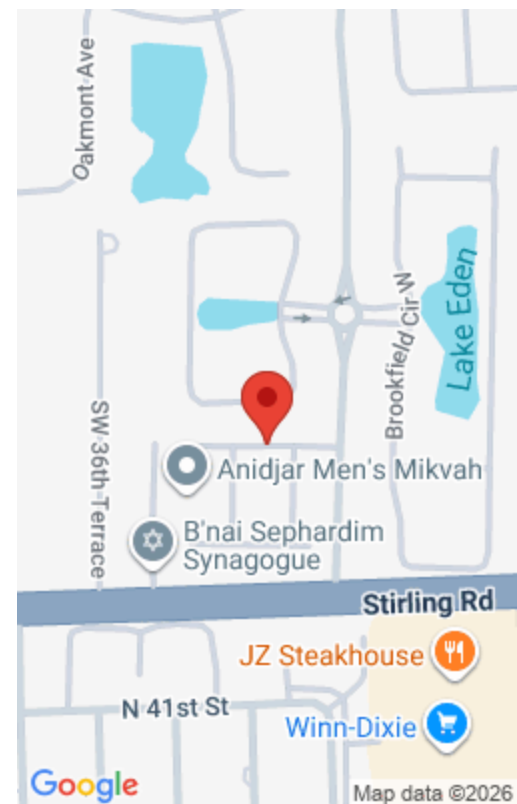 Oakmont Ave
Lake Eden
Brookfield Cir W
SW 36th Terrace
Anidjar Men's Mikvah
B'nai Sephardim
Synagogue
Stirling Rd
JZ Steakhouse
N 41st St
Winn-Dixie
Google
Map data ©2026